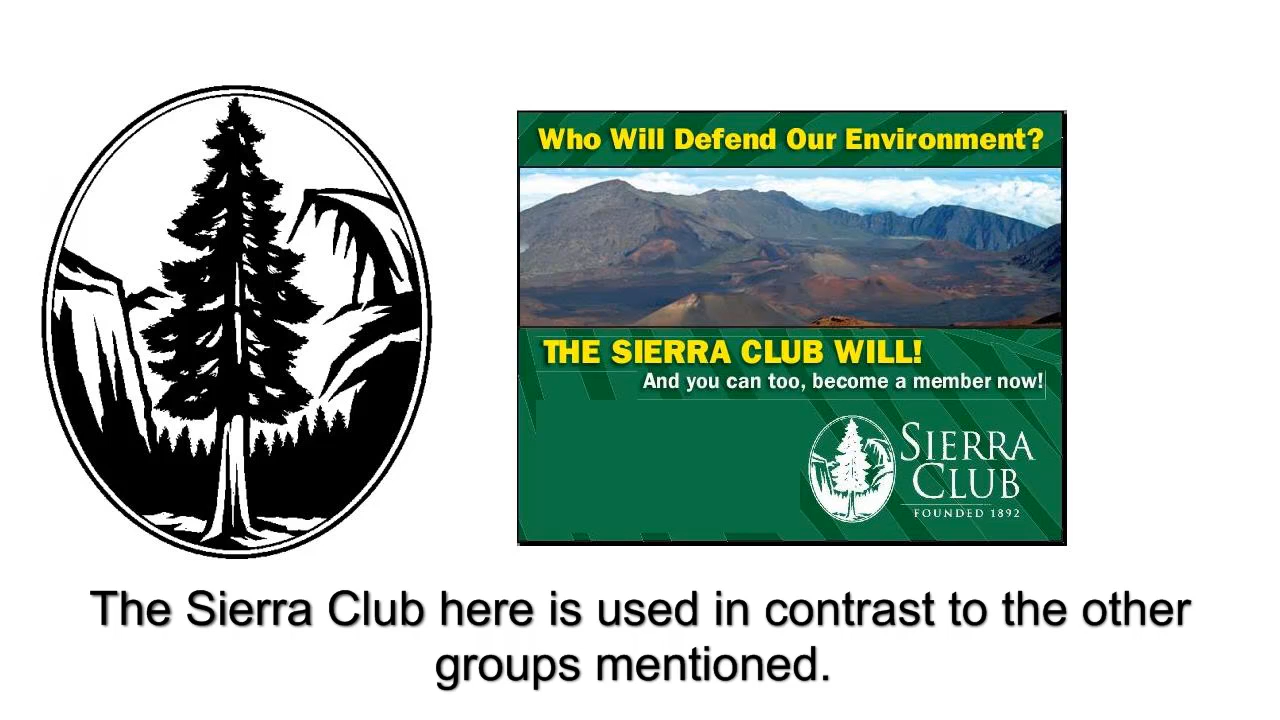 Who Will Defend Our Environment?
THE SIERRA CLUB WILL!
And you can too, become a member now!
SIERRA
CLUB
FOUNDED 1892
The Sierra Club here is used in contrast to the other
groups mentioned.